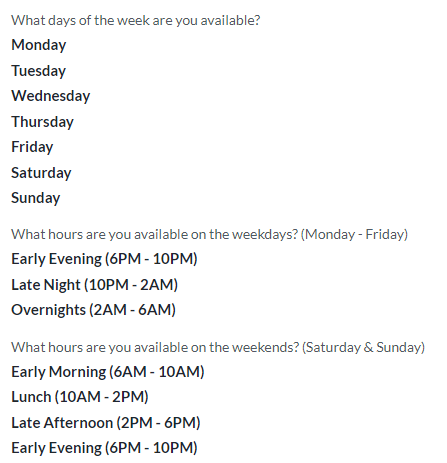 What days of the week are you available?
Monday
Tuesday
Wednesday
Thursday
Friday
Saturday
Sunday
What hours are you available on the weekdays? (Monday - Friday)
Early Evening (6PM - 10PM)
Late Night (10PM - 2AM)
Overnights (2AM - 6AM)
What hours are you available on the weekends? (Saturday & Sunday)
Early Morning (6AM - 10AM)
Lunch (10AM - 2PM)
Late Afternoon (2PM - 6PM)
Early Evening (6PM - 10PM)